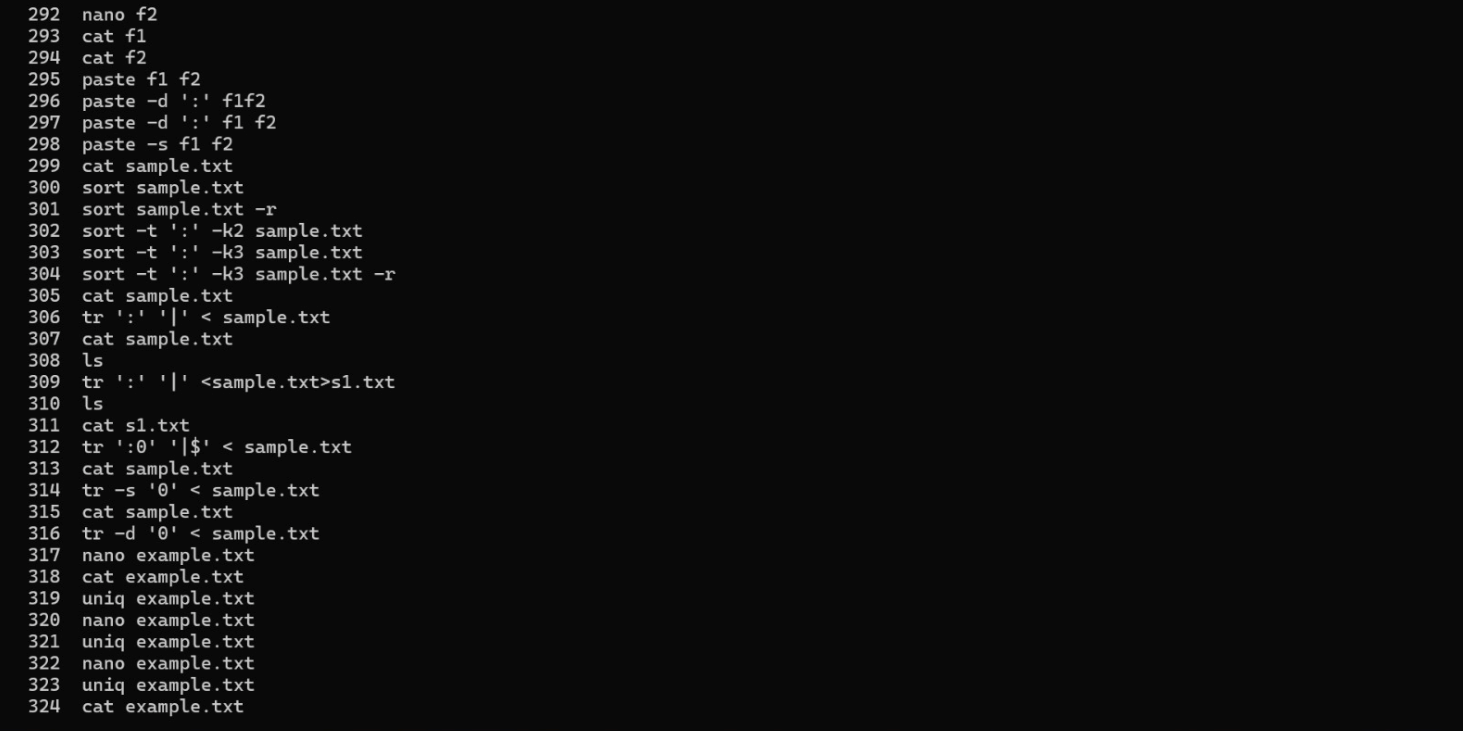 292 nano f2
293 cat f1
294 cat f2
295 paste f1 f2
296 paste -d ':' f1f2
297 paste -d ':' f1 f2
298 paste -s f1 f2
299 cat sample.txt
300 sort sample.txt
301 sort sample.txt -r
302 sort -t ':' -k2 sample.txt
303 sort -t ':' -k3 sample.txt
304 sort -t ':' -k3 sample.txt -r
305 cat sample.txt
306 tr ':' '|' < sample.txt
307 cat sample.txt
308 ls
309 tr ':' '|' <sample.txt>s1.txt
310 ls
311 cat s1.txt
312 tr ':0' '|$' < sample.txt
313 cat sample.txt
314 tr -s '0' < sample.txt
315 cat sample.txt
316 tr -d '0' < sample.txt
317 nano example.txt
318 cat example.txt
319 uniq example.txt
320 nano example.txt
321 uniq example.txt
322 nano example.txt
323 uniq example.txt
324 cat example.txt